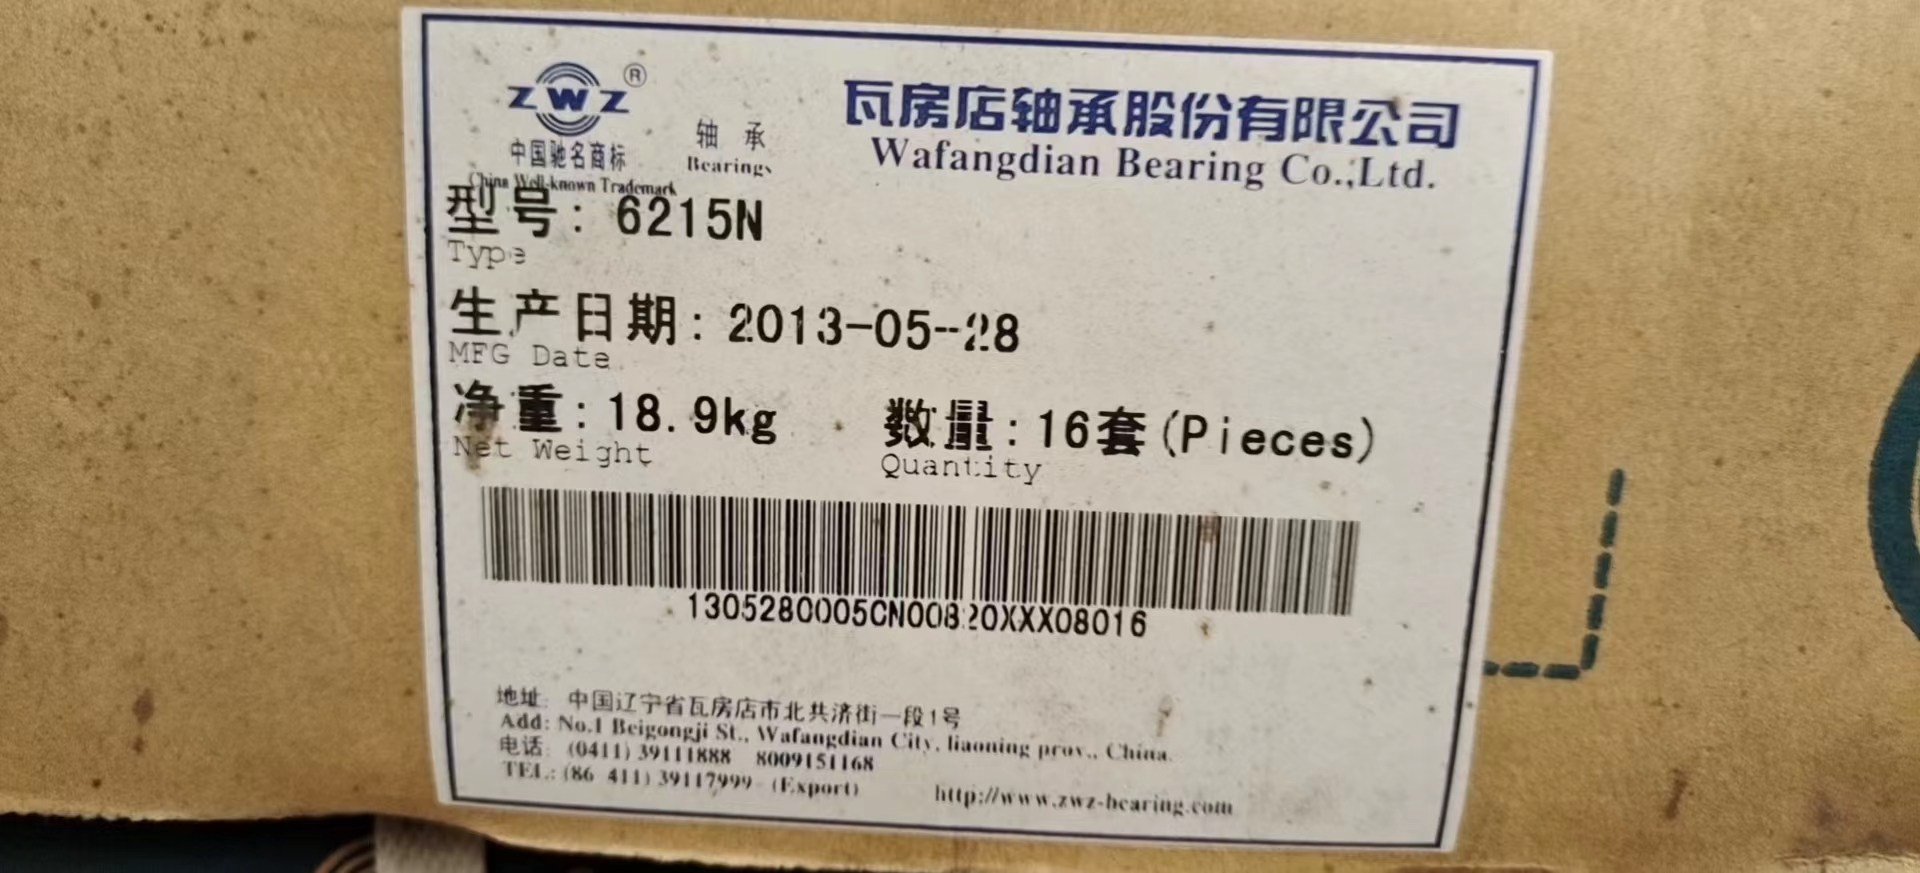 ZWZ®
中国驰名商标
China Well-known Trademark
轴承
Bearings
瓦房店轴承股份有限公司
Wafangdian Bearing Co.,Ltd.
型号: 6215N
Type
生产日期: 2013-05-28
MFG Date
净重: 18.9kg 数量: 16套(Pieces)
Net Weight Quantity
1305280005CN00820XXX08016
地址: 中国辽宁省瓦房店市北共济街一段1号
Add: No.1 Beigongji St., Wafangdian City, liaoning prov., China.
电话: (0411) 39111888 8009151168
TEL.: (86 411) 39117999 (Export) http://www.zwz-bearing.com